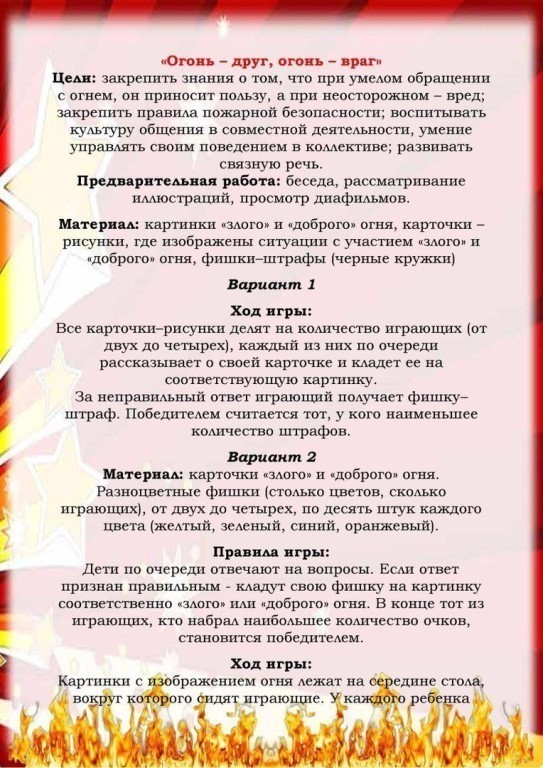 «Огонь – друг, огонь – враг»
Цели: закрепить знания о том, что при умелом обращении
с огнем, он приносит пользу, а при неосторожном – вред;
закрепить правила пожарной безопасности; воспитывать
культуру общения в совместной деятельности, умение
управлять своим поведением в коллективе; развивать
связную речь.
Предварительная работа: беседа, рассматривание
иллюстраций, просмотр диафильмов.
Материал: картинки «злого» и «доброго» огня, карточки –
рисунки, где изображены ситуации с участием «злого» и
«доброго» огня, фишки–штрафы (черные кружки)
Вариант 1
Ход игры:
Все карточки–рисунки делят на количество играющих (от
двух до четырех), каждый из них по очереди
рассказывает о своей карточке и кладет ее на
соответствующую картинку.
За неправильный ответ играющий получает фишку–
штраф. Победителем считается тот, у кого наименьшее
количество штрафов.
Вариант 2
Материал: карточки «злого» и «доброго» огня.
Разноцветные фишки (столько цветов, сколько
играющих), от двух до четырех, по десять штук каждого
цвета (желтый, зеленый, синий, оранжевый).
Правила игры:
Дети по очереди отвечают на вопросы. Если ответ
признан правильным - кладут свою фишку на картинку
соответственно «злого» или «доброго» огня. В конце тот из
играющих, кто набрал наибольшее количество очков,
становится победителем.
Ход игры:
Картинки с изображением огня лежат на середине стола,
вокруг которого сидят играющие. У каждого ребенка